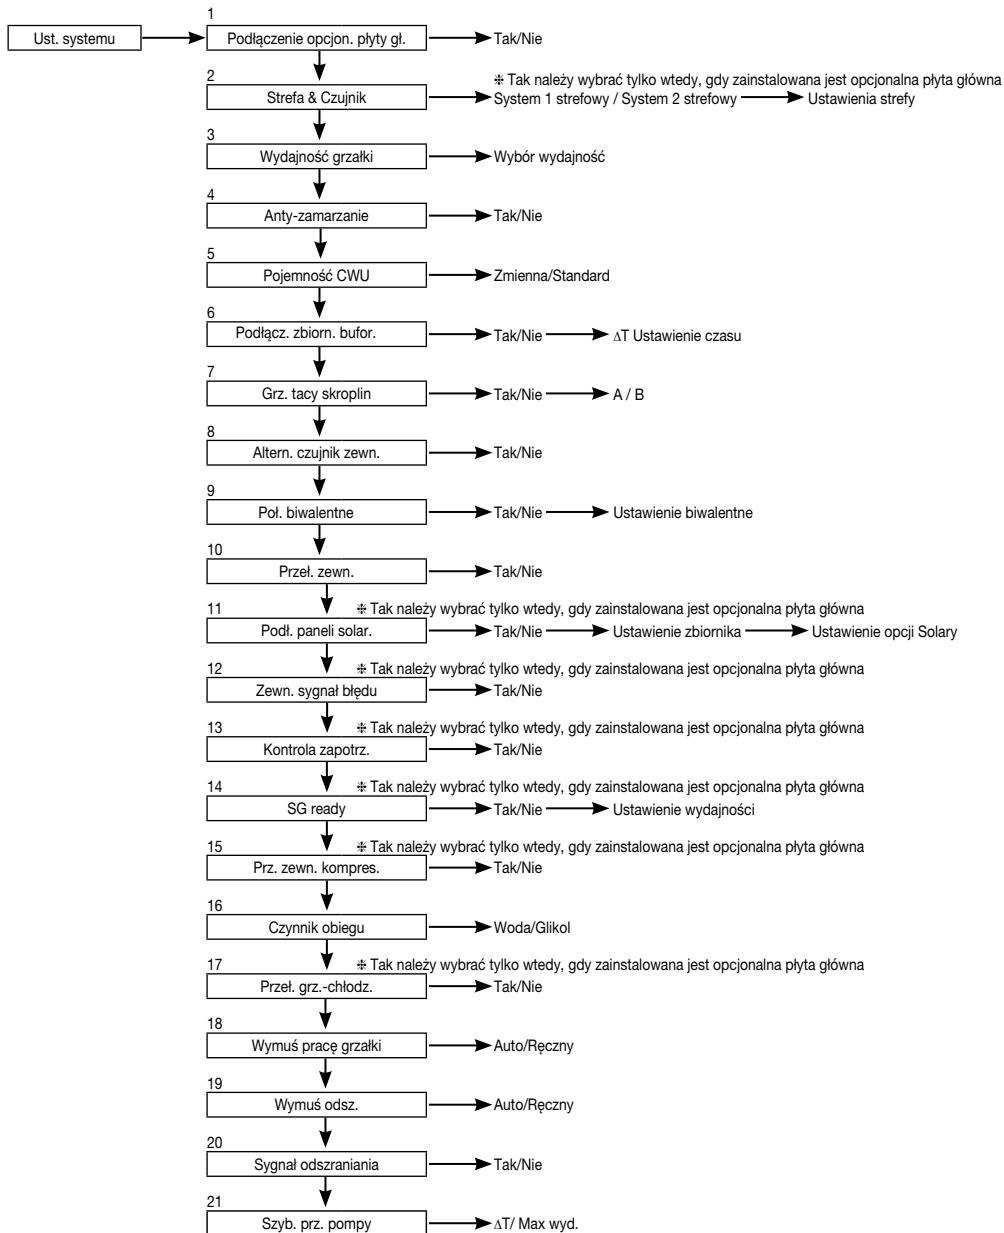 1
Ust. systemu Podłączenie opcjon. płyty gł. Tak/Nie
2 ⁜ Tak należy wybrać tylko wtedy, gdy zainstalowana jest opcjonalna płyta główna
Strefa & Czujnik System 1 strefowy / System 2 strefowy Ustawienia strefy
3
Wydajność grzałki Wybór wydajność
4
Anty-zamarzanie Tak/Nie
5
Pojemność CWU Zmienna/Standard
6
Podłącz. zbiorn. bufor. Tak/Nie ΔT Ustawienie czasu
7
Grz. tacy skroplin Tak/Nie A / B
8
Altern. czujnik zewn. Tak/Nie
9
Poł. biwalentne Tak/Nie Ustawienie biwalentne
10
Przeł. zewn. Tak/Nie
11 ⁜ Tak należy wybrać tylko wtedy, gdy zainstalowana jest opcjonalna płyta główna
Podł. paneli solar. Tak/Nie Ustawienie zbiornika Ustawienie opcji Solary
12 ⁜ Tak należy wybrać tylko wtedy, gdy zainstalowana jest opcjonalna płyta główna
Zewn. sygnał błędu Tak/Nie
13 ⁜ Tak należy wybrać tylko wtedy, gdy zainstalowana jest opcjonalna płyta główna
Kontrola zapotrz. Tak/Nie
14 ⁜ Tak należy wybrać tylko wtedy, gdy zainstalowana jest opcjonalna płyta główna
SG ready Tak/Nie Ustawienie wydajności
15 ⁜ Tak należy wybrać tylko wtedy, gdy zainstalowana jest opcjonalna płyta główna
Prz. zewn. kompres. Tak/Nie
16
Czynnik obiegu Woda/Glikol
17 ⁜ Tak należy wybrać tylko wtedy, gdy zainstalowana jest opcjonalna płyta główna
Przeł. grz.-chłodz. Tak/Nie
18
Wymuś pracę grzałki Auto/Ręczny
19
Wymuś odsz. Auto/Ręczny
20
Sygnał odszraniania Tak/Nie
21
Szyb. prz. pompy ΔT/ Max wyd.